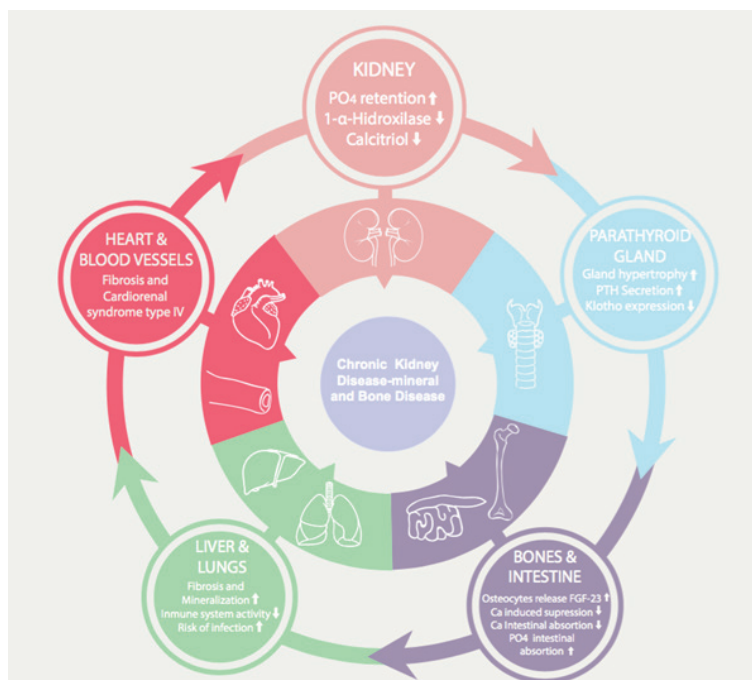 KIDNEY
PO4 retention ⬆
1-α-Hidroxilase ⬇
Calcitriol ⬇
PARATHYROID
GLAND
Gland hypertrophy ⬆
PTH Secretion ⬆
Klotho expression ⬇
BONES &
INTESTINE
Osteocytes release FGF-23 ⬆
Ca induced supression ⬇
Ca Intestinal absortion ⬇
PO4 intestinal
absortion
⬆
LIVER &
LUNGS
Fibrosis and
Mineralization ⬆
Inmune system activity ⬇
Risk of infection ⬆
HEART &
BLOOD VESSELS
Fibrosis and
Cardiorenal
syndrome type IV
Chronic Kidney
Disease-mineral
and Bone Disease